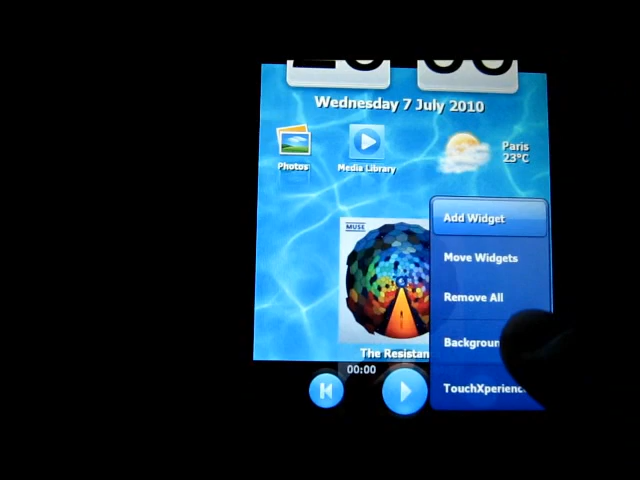 Wednesday 7 July 2010
Photos
Media Library
Paris
23°C
Add Widget
MUSE
Move Widgets
Remove All
Backgroun
The Resistan
00:00
TouchXperienc